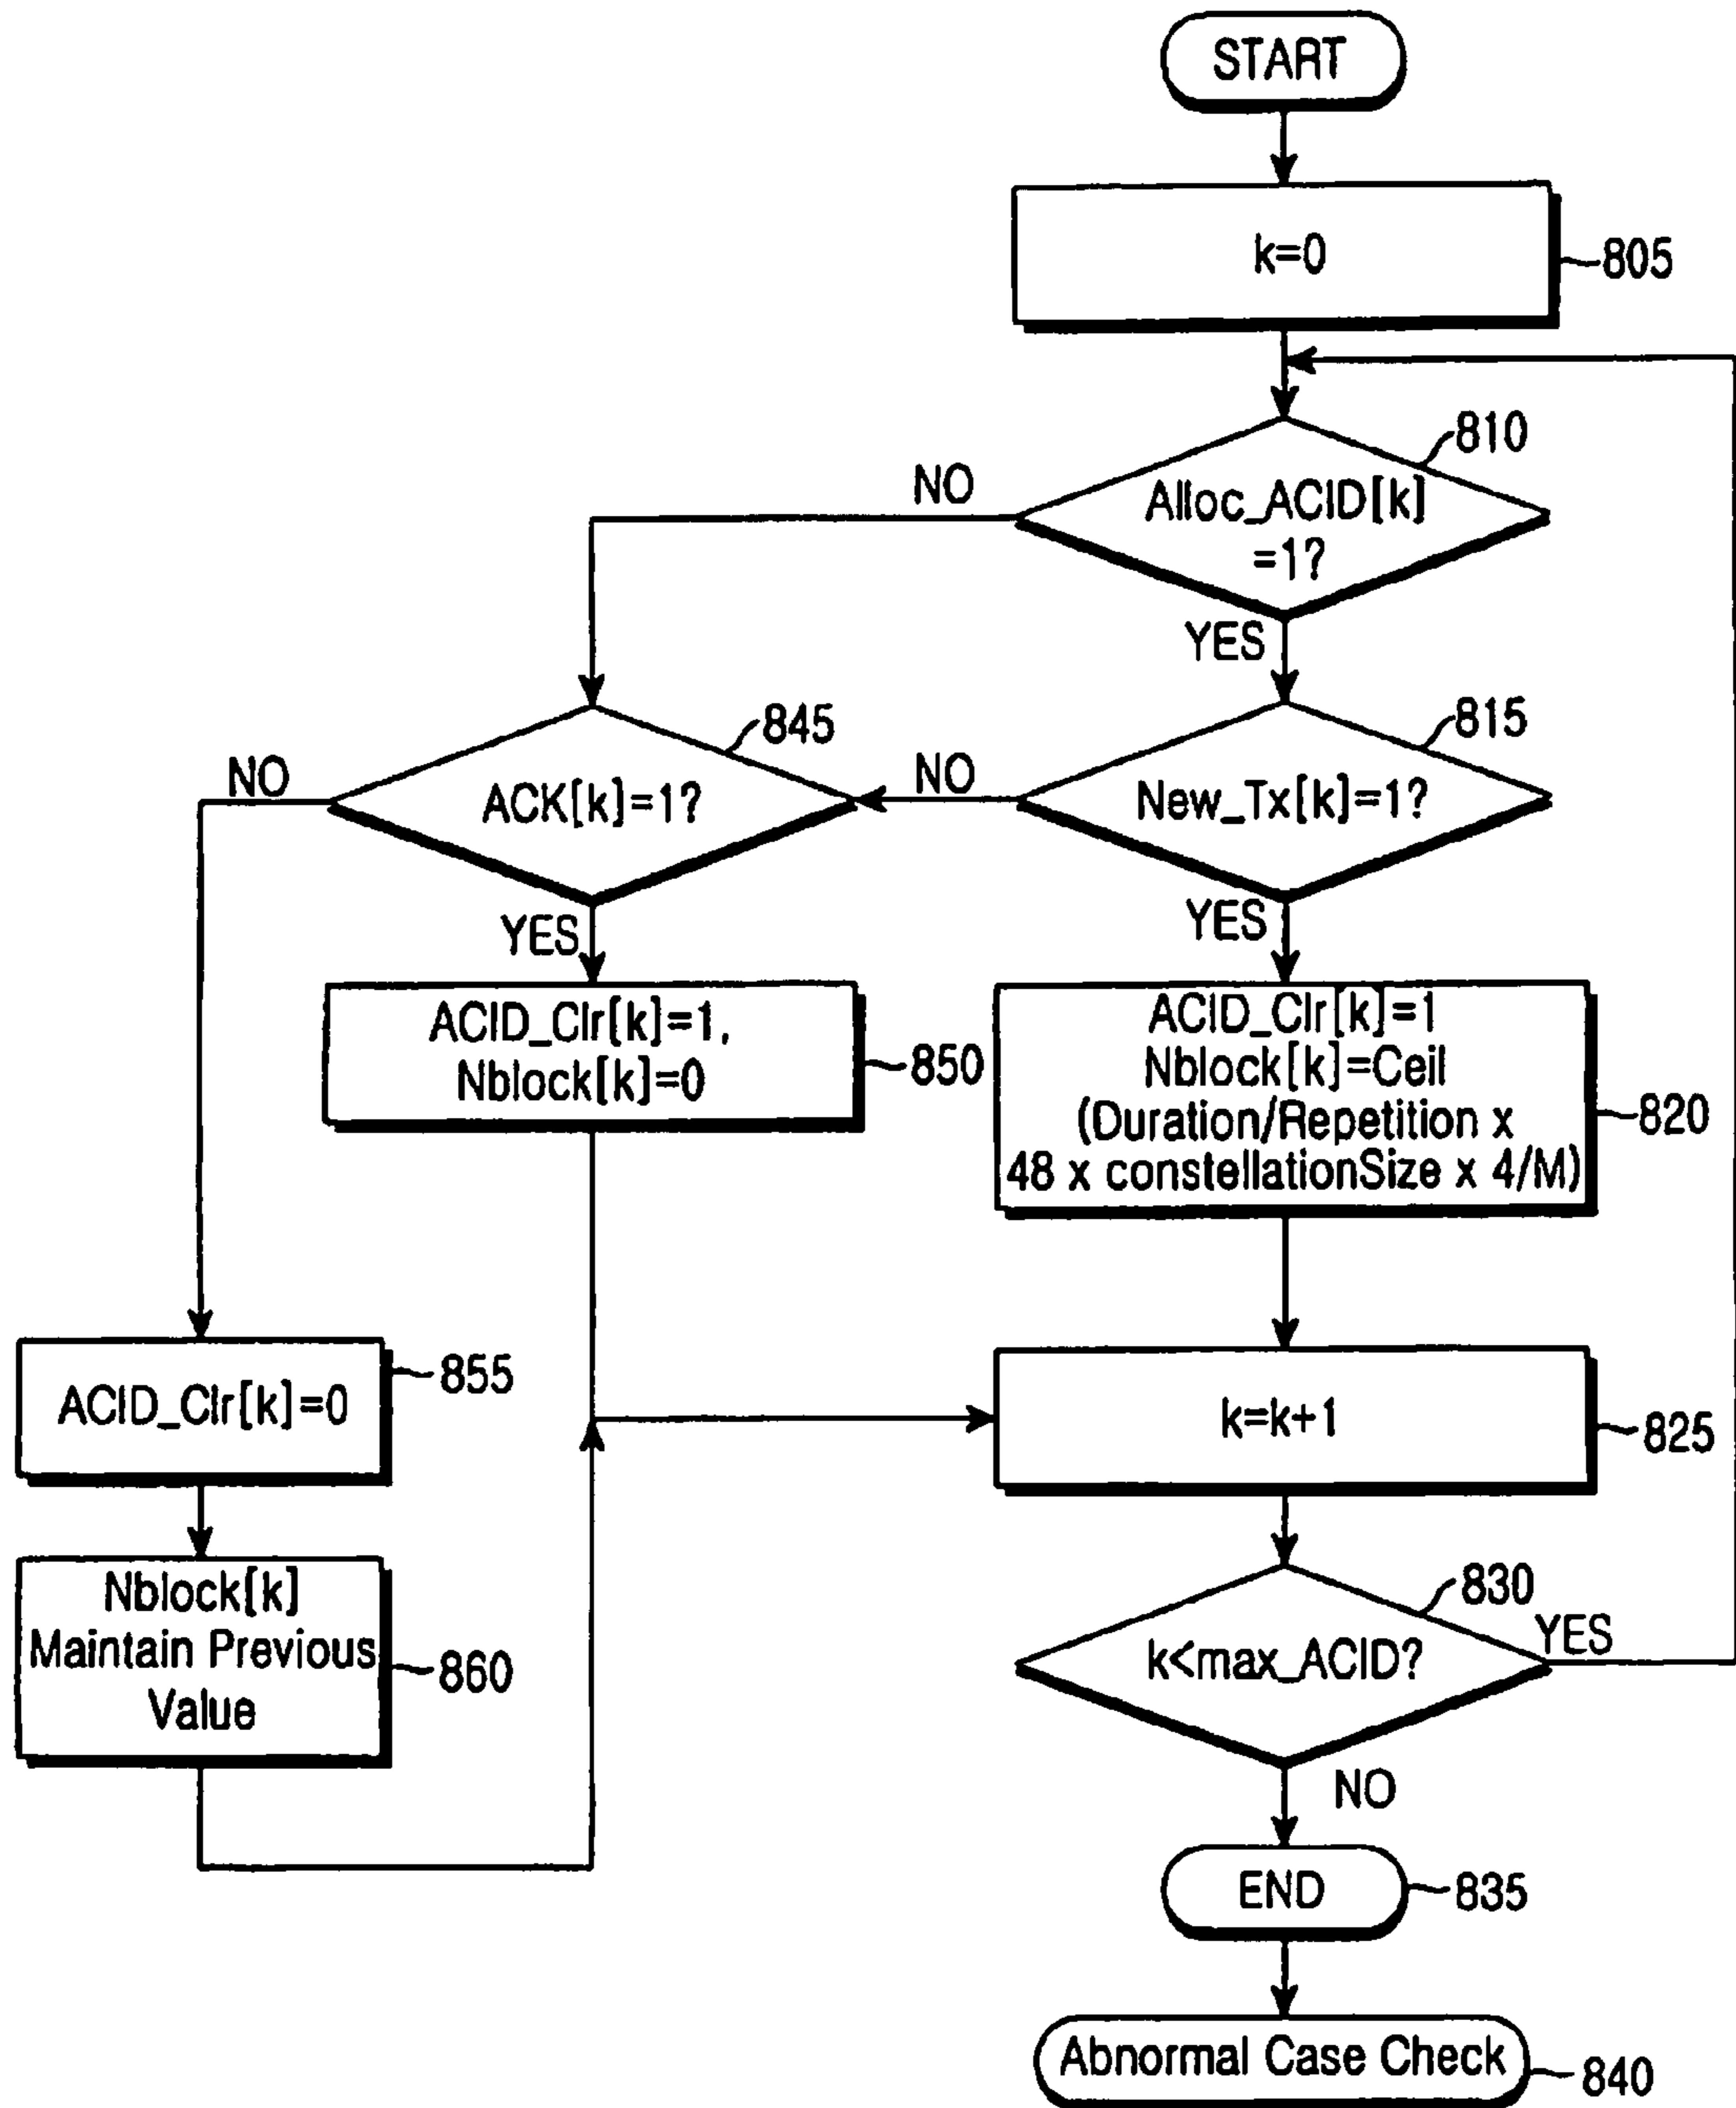 START
k=0
805
810
Alloc_ACID[k]
=1?
NO
YES
815
New_Tx[k]=1?
NO
YES
845
ACK[k]=1?
NO
YES
ACID_Clr[k]=1,
Nblock[k]=0
850
ACID_Clr[k]=1
Nblock[k]=Ceil
(Duration/Repetition x
48 x constellationSize x 4/M)
820
ACID_Clr[k]=0
855
k=k+1
825
Nblock[k]
Maintain Previous
Value
860
830
k<max_ACID?
YES
NO
END
835
Abnormal Case Check
840